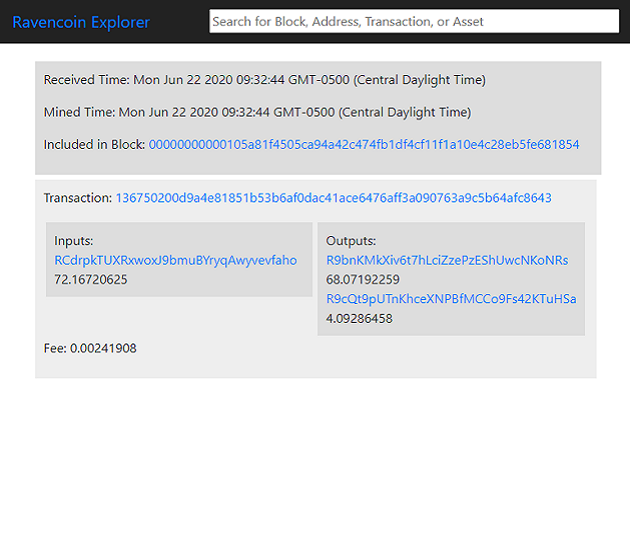 Ravencoin Explorer
Search for Block, Address, Transaction, or Asset
Received Time: Mon Jun 22 2020 09:32:44 GMT-0500 (Central Daylight Time)
Mined Time: Mon Jun 22 2020 09:32:44 GMT-0500 (Central Daylight Time)
Included in Block: 00000000000105a81f4505ca94a42c474fb1df4cf11f1a10e4c28eb5fe681854
Transaction: 136750200d9a4e81851b53b6af0dac41ace6476aff3a090763a9c5b64afc8643
Inputs:
RCdrpkTUXRxwoxJ9bmuBYryqAwyvevfaho
72.16720625
Outputs:
R9bnKMkXiv6t7hLciZzePzEShUwcNKoNRs
68.07192259
R9cQt9pUTnKhceXNPBfMCCo9Fs42KTuHSa
4.09286458
Fee: 0.00241908